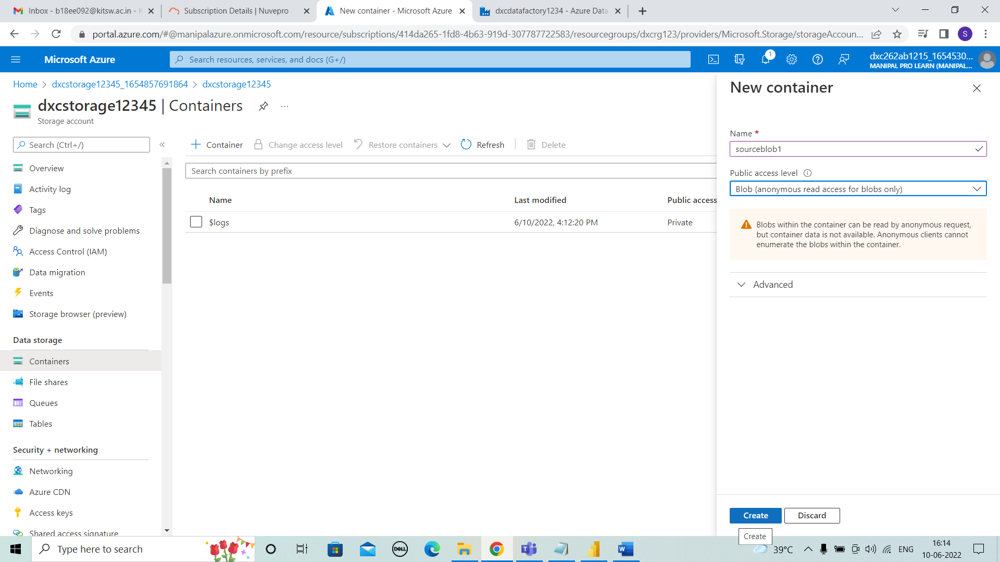 Inbox - b18ee092@kitsw.ac.in - K
Subscription Details | Nuvepro
New container - Microsoft Azure
dxcdatafactory1234 - Azure Data
portal.azure.com/#@manipalazure.onmicrosoft.com/resource/subscriptions/414da265-1fd8-4b63-919d-307787722583/resourcegroups/dxcrg123/providers/Microsoft.Storage/storageAccoun...
S
Microsoft Azure
Search resources, services, and docs (G+/)
1
dxc262ab1215_1654530...
MANIPAL PRO LEARN (MANIPAL...
Home > dxcstorage12345_1654857691864 > dxcstorage12345
dxcstorage12345 | Containers
Storage account
Search (Ctrl+/)
Overview
Activity log
Tags
Diagnose and solve problems
Access Control (IAM)
Data migration
Events
Storage browser (preview)
Data storage
Containers
File shares
Queues
Tables
Security + networking
Networking
Azure CDN
Access keys
Shared access signature
Container
Change access level
Restore containers
Refresh
Delete
Search containers by prefix
Name Last modified Public access
$logs 6/10/2022, 4:12:20 PM Private
New container
Name *
sourceblob1
Public access level
Blob (anonymous read access for blobs only)
Blobs within the container can be read by anonymous request,
but container data is not available. Anonymous clients cannot
enumerate the blobs within the container.
Advanced
Create
Discard
Create
Type here to search
DELL
39°C
ENG
16:14
10-06-2022